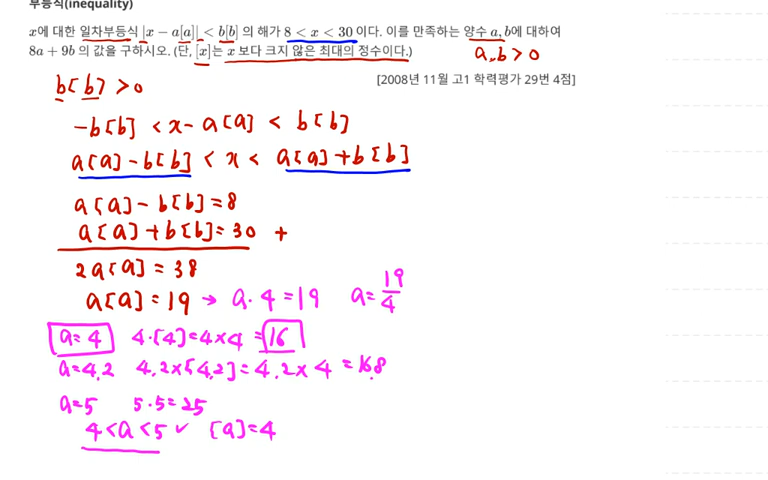 부등식(inequality)
x에 대한 일차부등식 |x − a[a]| < b[b] 의 해가 8 < x < 30 이다. 이를 만족하는 양수 a, b에 대하여
8a + 9b 의 값을 구하시오. (단, [x]는 x 보다 크지 않은 최대의 정수이다.)
a, b > 0
[2008년 11월 고1 학력평가 29번 4점]
b[b] > 0
-b[b] < x - a[a] < b[b]
a[a] - b[b] < x < a[a] + b[b]
a[a] - b[b] = 8
a[a] + b[b] = 30 +
2a[a] = 38
a[a] = 19 → a · 4 = 19 a = 19/4
a = 4 4·[4] = 4×4 = 16
a = 4.2 4.2×[4.2] = 4.2×4 = 16.8
a = 5 5·5 = 25
4 < a < 5 ✓ [a] = 4